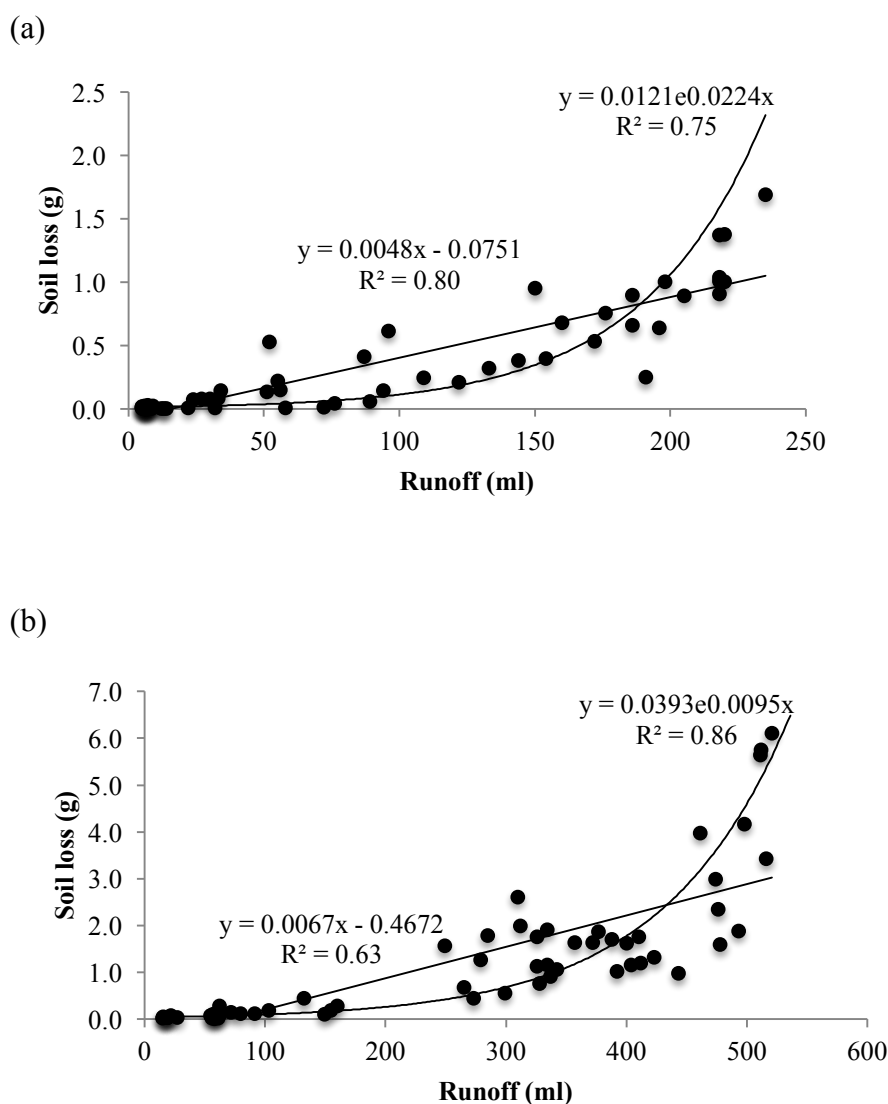 (a)
y = 0.0121e0.0224x
R² = 0.75
y = 0.0048x - 0.0751
R² = 0.80
Soil loss (g)
2.5
2.0
1.5
1.0
0.5
0.0
0 50 100 150 200 250
Runoff (ml)
(b)
y = 0.0393e0.0095x
R² = 0.86
y = 0.0067x - 0.4672
R² = 0.63
Soil loss (g)
7.0
6.0
5.0
4.0
3.0
2.0
1.0
0.0
0 100 200 300 400 500 600
Runoff (ml)